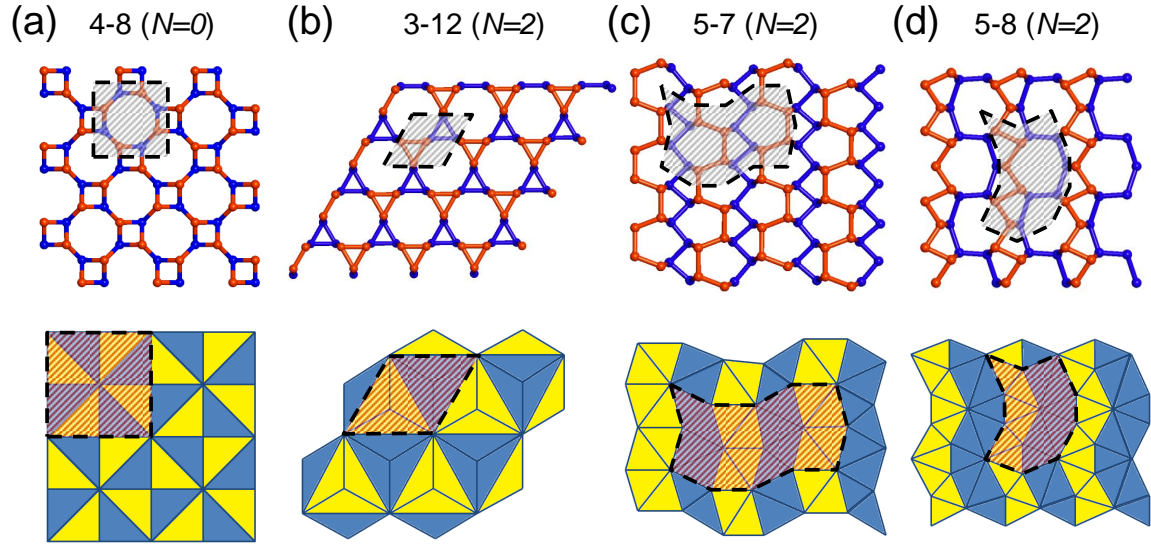 (a) 4-8 (N=0)
(b) 3-12 (N=2)
(c) 5-7 (N=2)
(d) 5-8 (N=2)